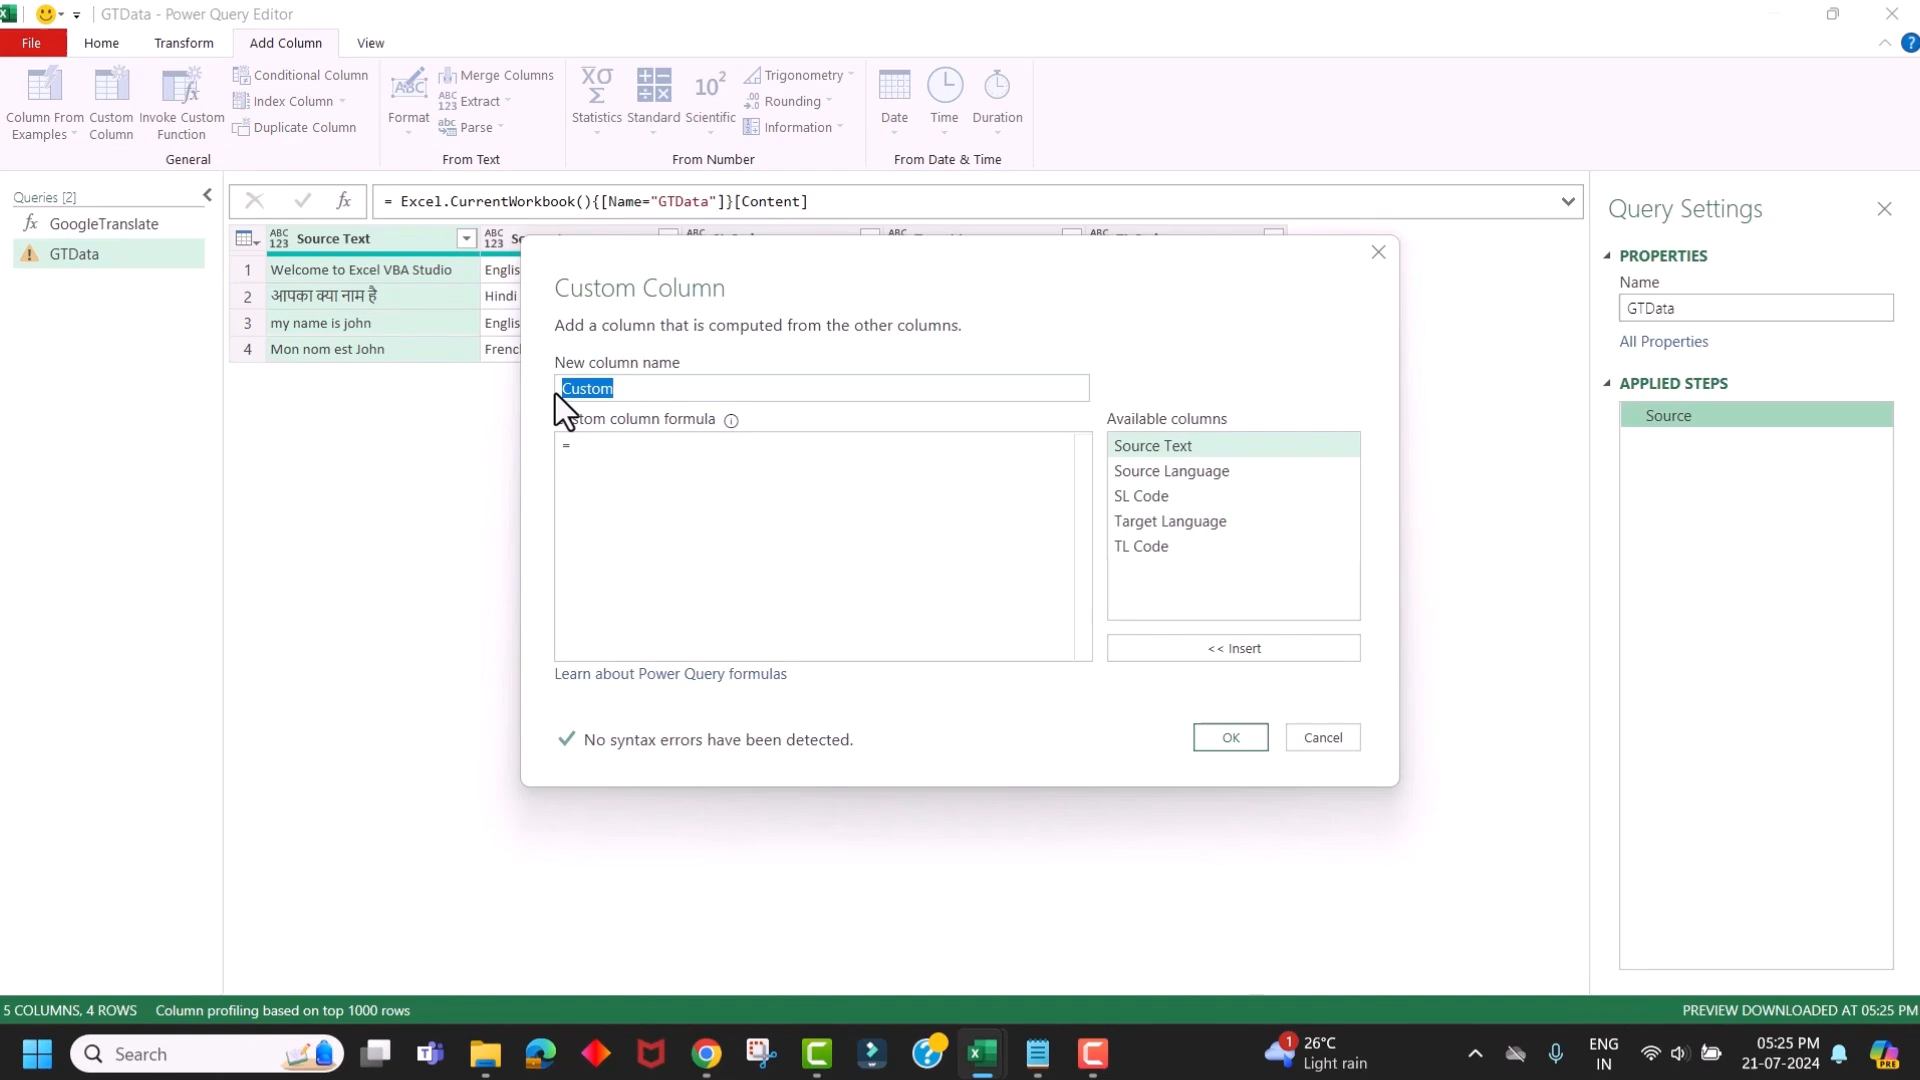 GTData - Power Query Editor
File Home Transform Add Column View
Column From Examples
Custom Column
Invoke Custom Function
Conditional Column
Index Column
Duplicate Column
General
Format
Merge Columns
Extract
Parse
From Text
Statistics
Standard
Scientific
Trigonometry
Rounding
Information
From Number
Date
Time
Duration
From Date & Time
Queries [2]
GoogleTranslate
GTData
= Excel.CurrentWorkbook(){[Name="GTData"]}[Content]
Source Text
1 Welcome to Excel VBA Studio Englis
2 आपका क्या नाम है Hindi
3 my name is john Englis
4 Mon nom est John Frencl
Custom Column
Add a column that is computed from the other columns.
New column name
Custom
stom column formula
=
Available columns
Source Text
Source Language
SL Code
Target Language
TL Code
<< Insert
Learn about Power Query formulas
No syntax errors have been detected.
OK
Cancel
Query Settings
PROPERTIES
Name
GTData
All Properties
APPLIED STEPS
Source
5 COLUMNS, 4 ROWS Column profiling based on top 1000 rows
PREVIEW DOWNLOADED AT 05:25 PM
Search
1
26°C
Light rain
ENG
IN
05:25 PM
21-07-2024
PRE